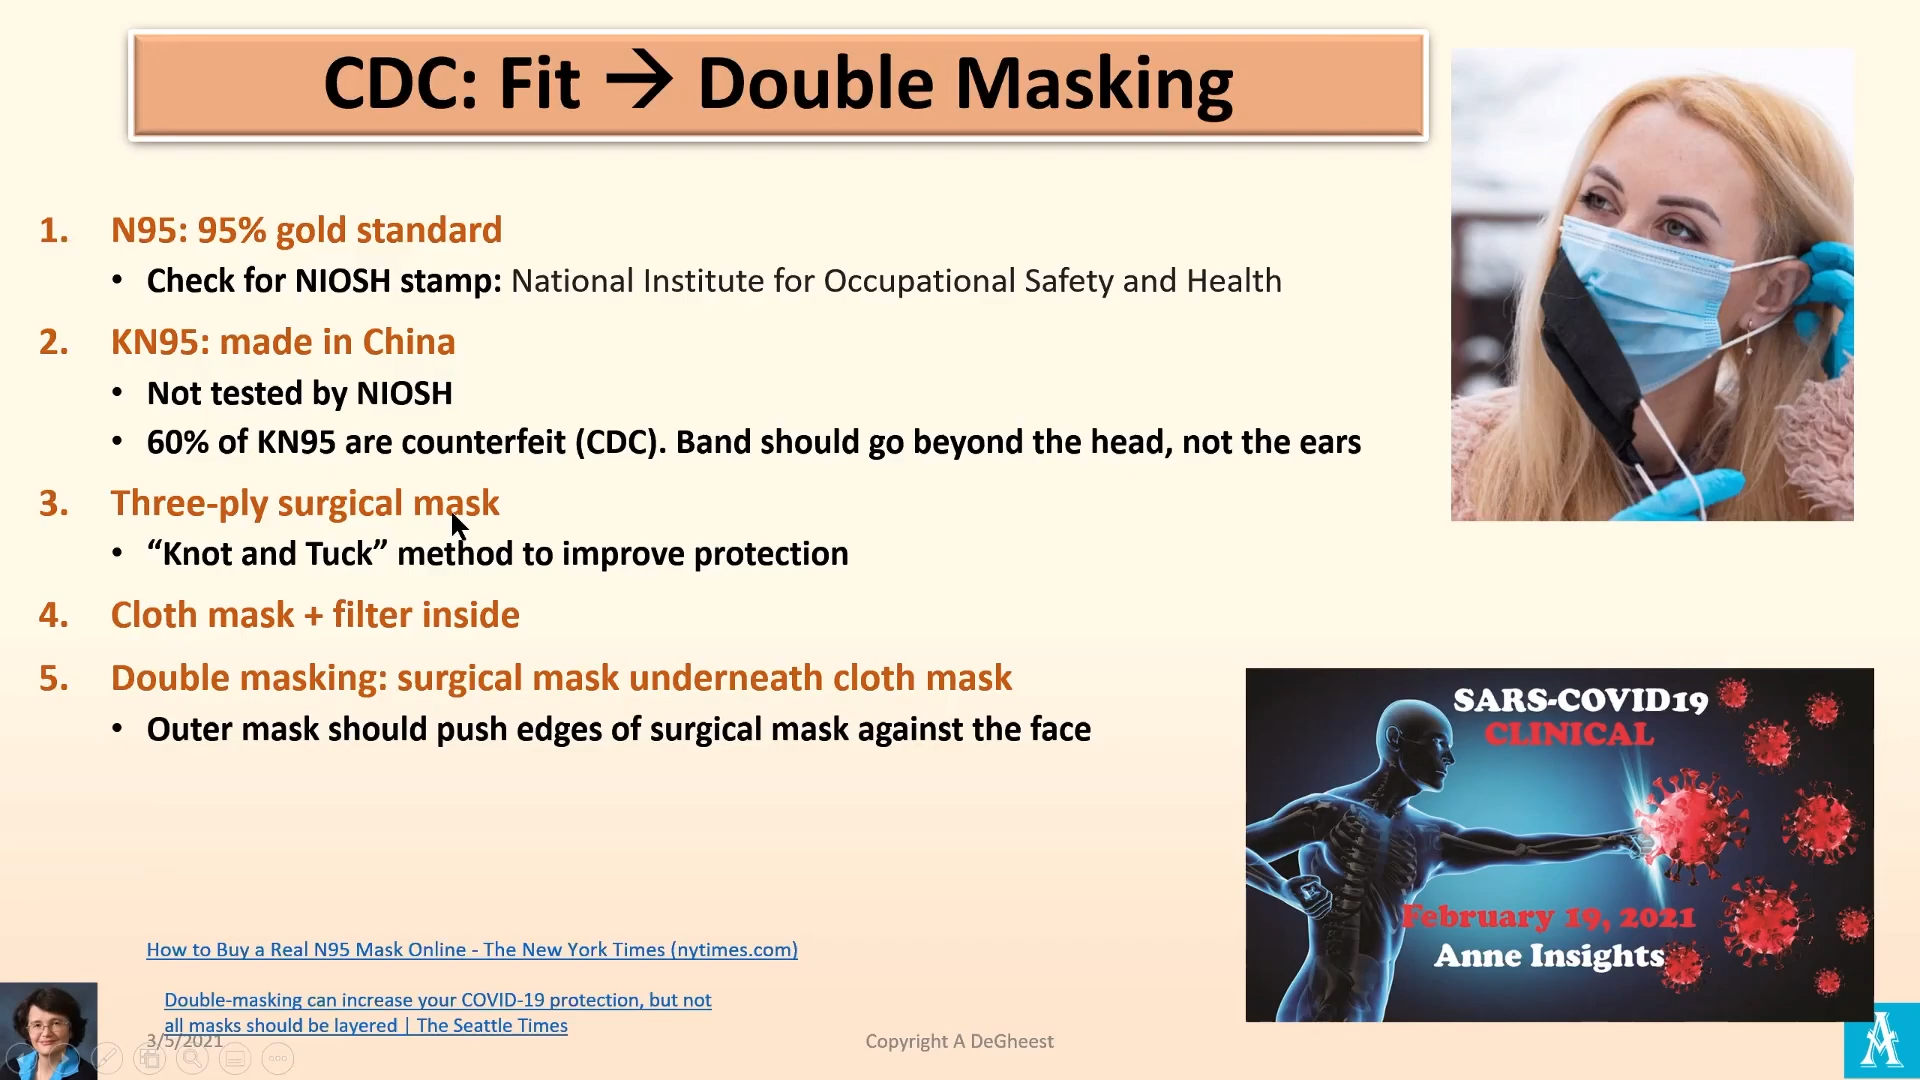 CDC: Fit → Double Masking
1. N95: 95% gold standard
• Check for NIOSH stamp: National Institute for Occupational Safety and Health
2. KN95: made in China
• Not tested by NIOSH
• 60% of KN95 are counterfeit (CDC). Band should go beyond the head, not the ears
3. Three-ply surgical mask
• “Knot and Tuck” method to improve protection
4. Cloth mask + filter inside
5. Double masking: surgical mask underneath cloth mask
• Outer mask should push edges of surgical mask against the face
SARS-COVID19
CLINICAL
February 19, 2021
Anne Insights
How to Buy a Real N95 Mask Online - The New York Times (nytimes.com)
Double-masking can increase your COVID-19 protection, but not
all masks should be layered | The Seattle Times
3/5/2021
Copyright A DeGheest
A